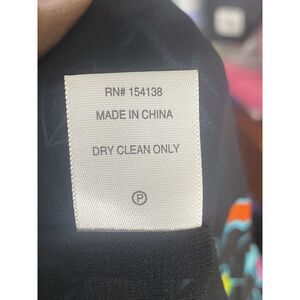 RN# 154138
MADE IN CHINA
DRY CLEAN ONLY
P